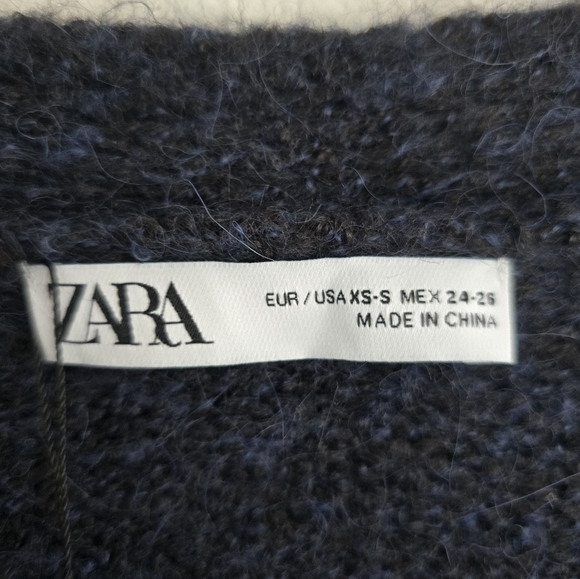 ZARA
EUR / USA XS-S MEX 24-26
MADE IN CHINA